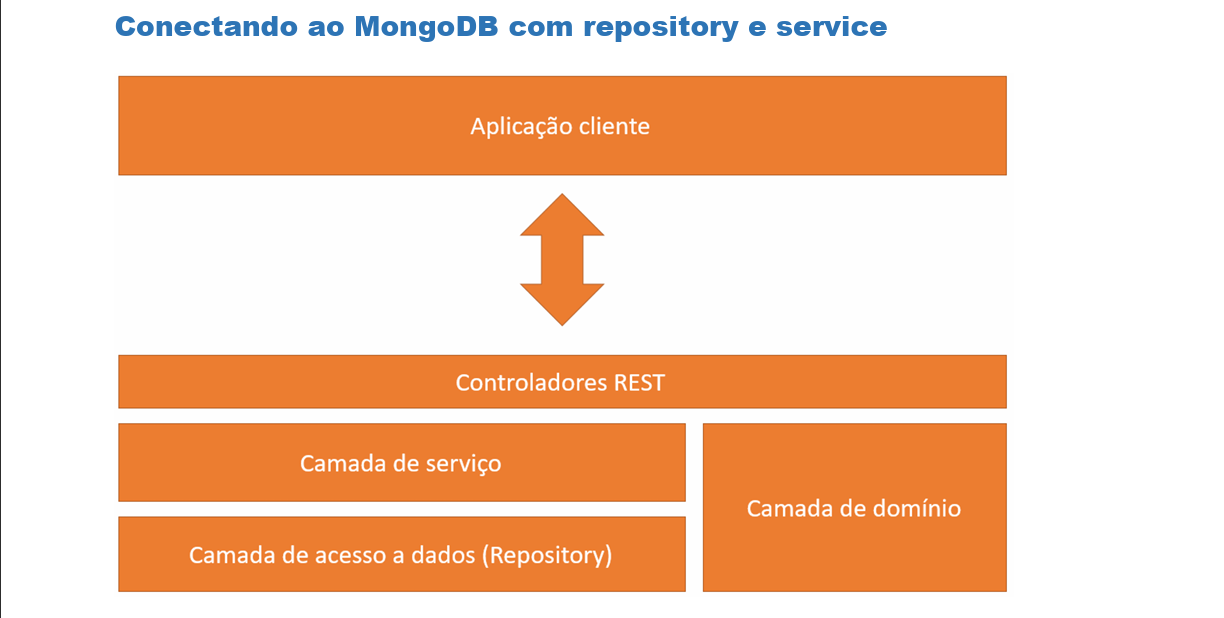 Conectando ao MongoDB com repository e service
Aplicação cliente
Controladores REST
Camada de serviço
Camada de domínio
Camada de acesso a dados (Repository)